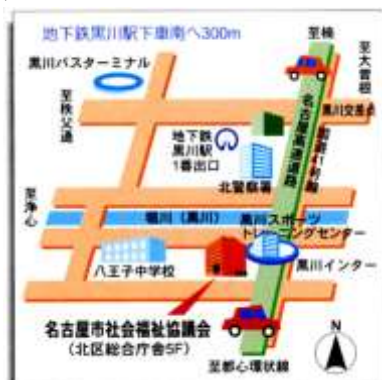 地下鉄黒川駅下車南へ300m
至楠
至大曽根
黒川バスターミナル
至秩父通
黒川交差点
地下鉄
黒川駅
1番出口
名古屋高速道路
国道41号線
北警察署
至浄心
堀川(黒川)
黒川スポーツ
トレーニングセンター
八王子中学校
黒川インター
名古屋市社会福祉協議会
(北区総合庁舎5F)
至都心環状線
N